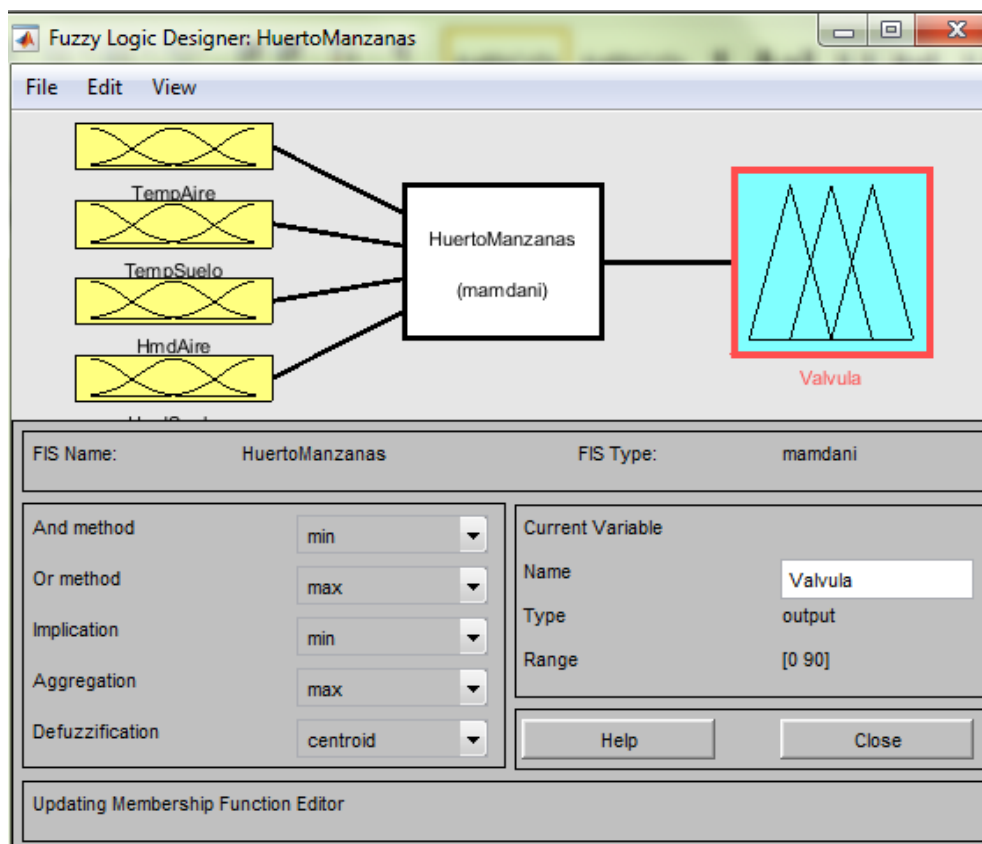 Fuzzy Logic Designer: HuertoManzanas
File Edit View
TempAire
TempSuelo
HmdAire
HuertoManzanas
(mamdani)
Valvula
FIS Name: HuertoManzanas FIS Type: mamdani
And method min
Or method max
Implication min
Aggregation max
Defuzzification centroid
Current Variable
Name Valvula
Type output
Range [0 90]
Help Close
Updating Membership Function Editor